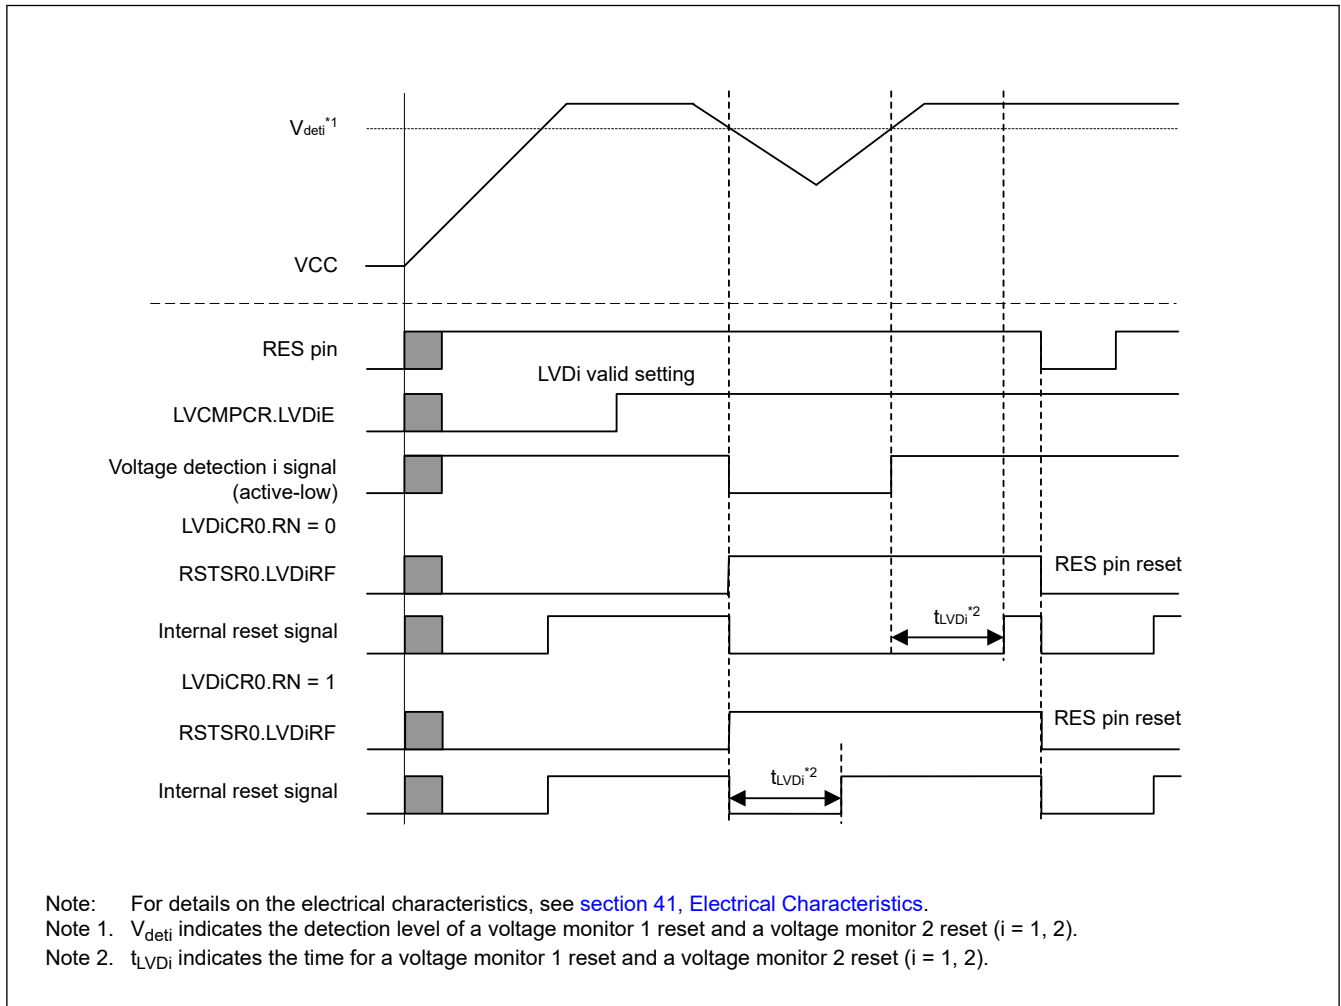 Vdeti*1
VCC
RES pin
LVDi valid setting
LVCMPCR.LVDiE
Voltage detection i signal
(active-low)
LVDiCR0.RN = 0
RSTSR0.LVDiRF
RES pin reset
Internal reset signal
tLVDi*2
LVDiCR0.RN = 1
RSTSR0.LVDiRF
RES pin reset
Internal reset signal
tLVDi*2
Note: For details on the electrical characteristics, see section 41, Electrical Characteristics.
Note 1. Vdeti indicates the detection level of a voltage monitor 1 reset and a voltage monitor 2 reset (i = 1, 2).
Note 2. tLVDi indicates the time for a voltage monitor 1 reset and a voltage monitor 2 reset (i = 1, 2).